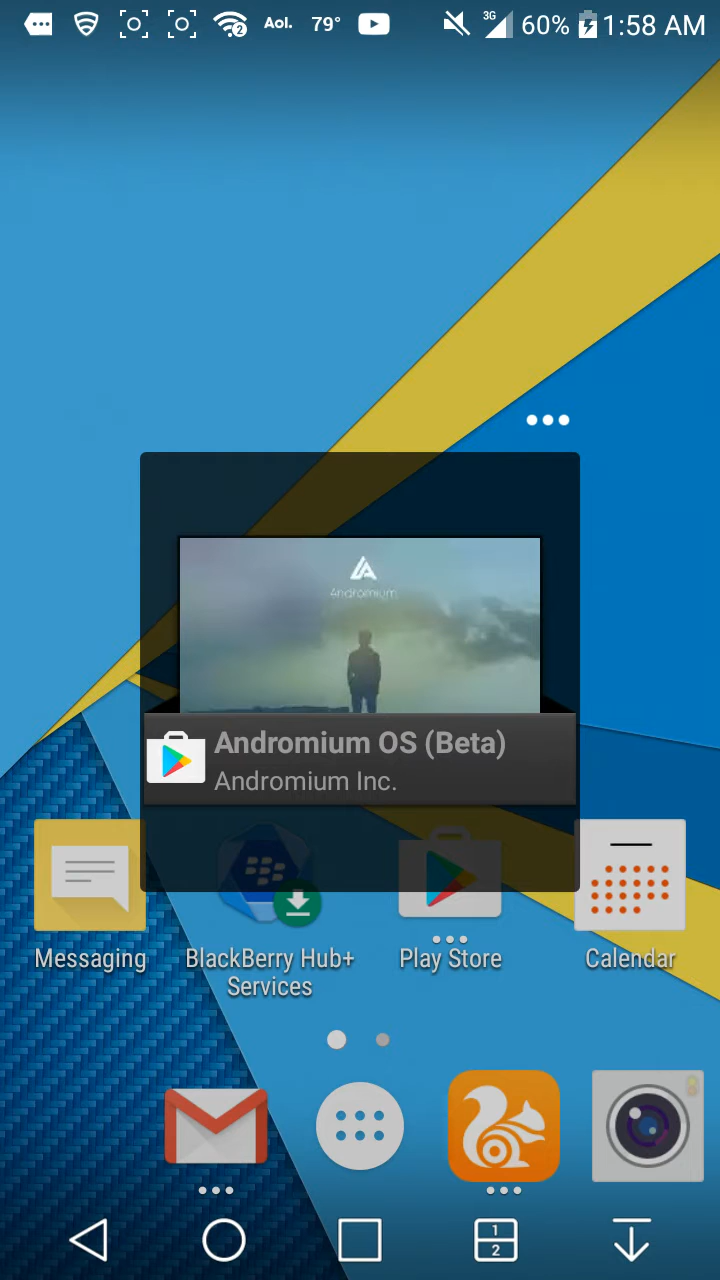 2 Aol. 79° 3G 60% 1:58 AM
Andromium
Andromium OS (Beta)
Andromium Inc.
Messaging
BlackBerry Hub+
Services
Play Store
Calendar
1
2